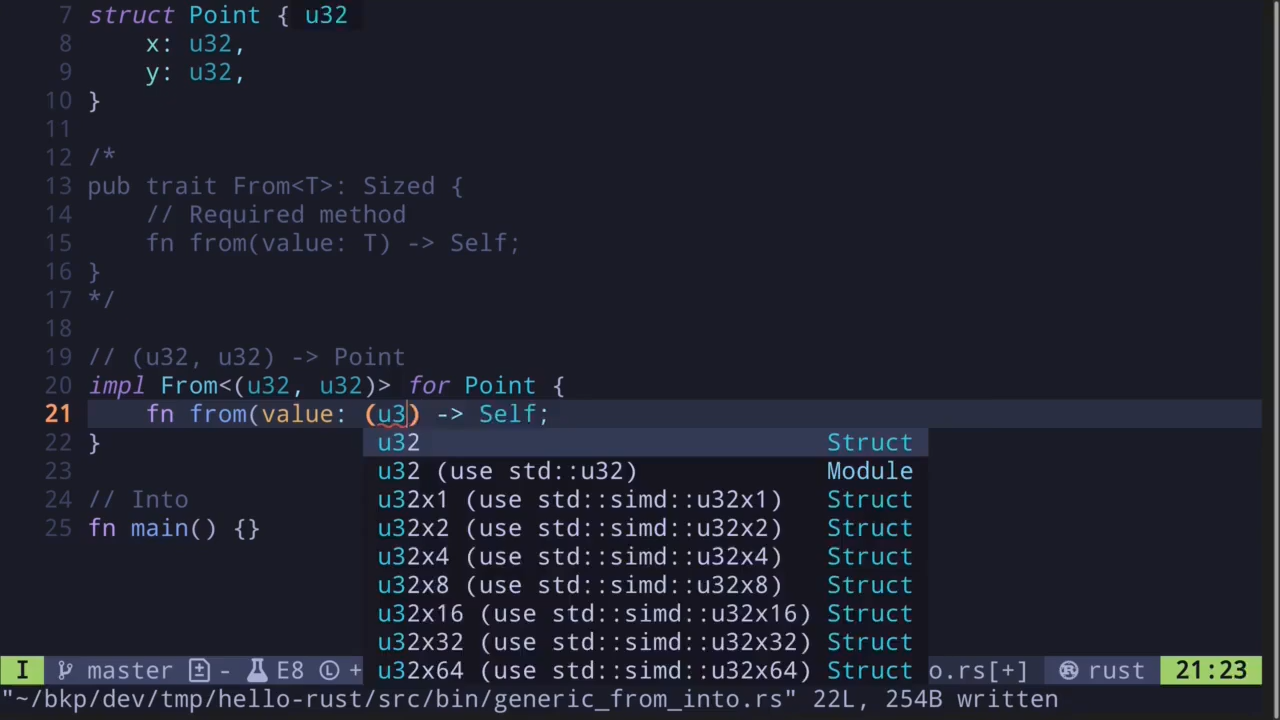 7 struct Point { u32
8 x: u32,
9 y: u32,
10 }
11
12 /*
13 pub trait From<T>: Sized {
14 // Required method
15 fn from(value: T) -> Self;
16 }
17 */
18
19 // (u32, u32) -> Point
20 impl From<(u32, u32)> for Point {
21 fn from(value: (u3) -> Self;
22 } u32 Struct
23 u32 (use std::u32) Module
24 // Into u32x1 (use std::simd::u32x1) Struct
25 fn main() {} u32x2 (use std::simd::u32x2) Struct
u32x4 (use std::simd::u32x4) Struct
u32x8 (use std::simd::u32x8) Struct
u32x16 (use std::simd::u32x16) Struct
u32x32 (use std::simd::u32x32) Struct
I master - E8 + u32x64 (use std::simd::u32x64) Struct o.rs[+] rust 21:23
"~/bkp/dev/tmp/hello-rust/src/bin/generic_from_into.rs" 22L, 254B written